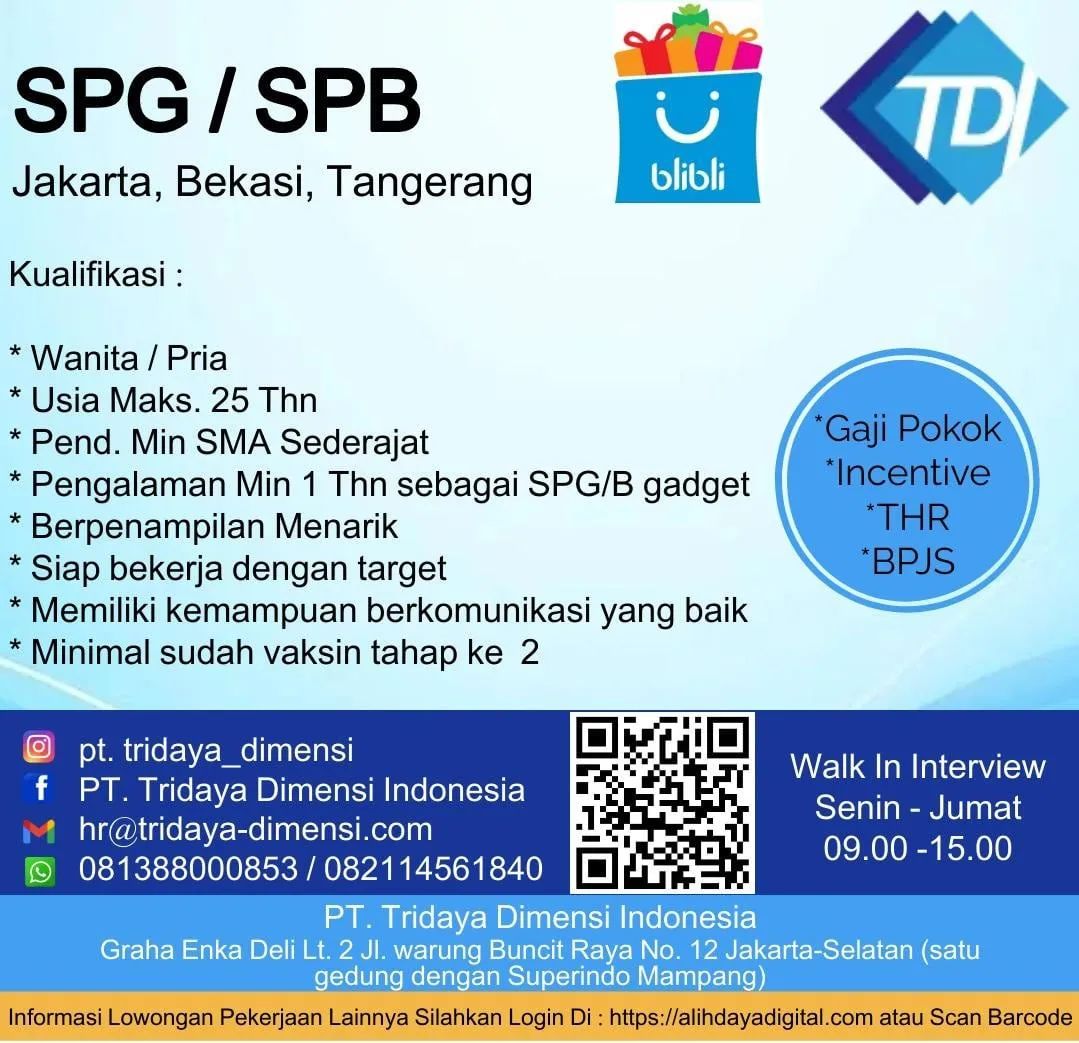 SPG / SPB
Jakarta, Bekasi, Tangerang
blibli
TDI
Kualifikasi :
* Wanita / Pria
* Usia Maks. 25 Thn
* Pend. Min SMA Sederajat
* Pengalaman Min 1 Thn sebagai SPG/B gadget
* Berpenampilan Menarik
* Siap bekerja dengan target
* Memiliki kemampuan berkomunikasi yang baik
* Minimal sudah vaksin tahap ke  2
*Gaji Pokok
*Incentive
*THR
*BPJS
pt. tridaya_dimensi
PT. Tridaya Dimensi Indonesia
hr@tridaya-dimensi.com
081388000853 / 082114561840
Walk In Interview
Senin - Jumat
09.00 -15.00
PT. Tridaya Dimensi Indonesia
Graha Enka Deli Lt. 2 Jl. warung Buncit Raya No. 12 Jakarta-Selatan (satu
gedung dengan Superindo Mampang)
Informasi Lowongan Pekerjaan Lainnya Silahkan Login Di : https://alihdayadigital.com atau Scan Barcode